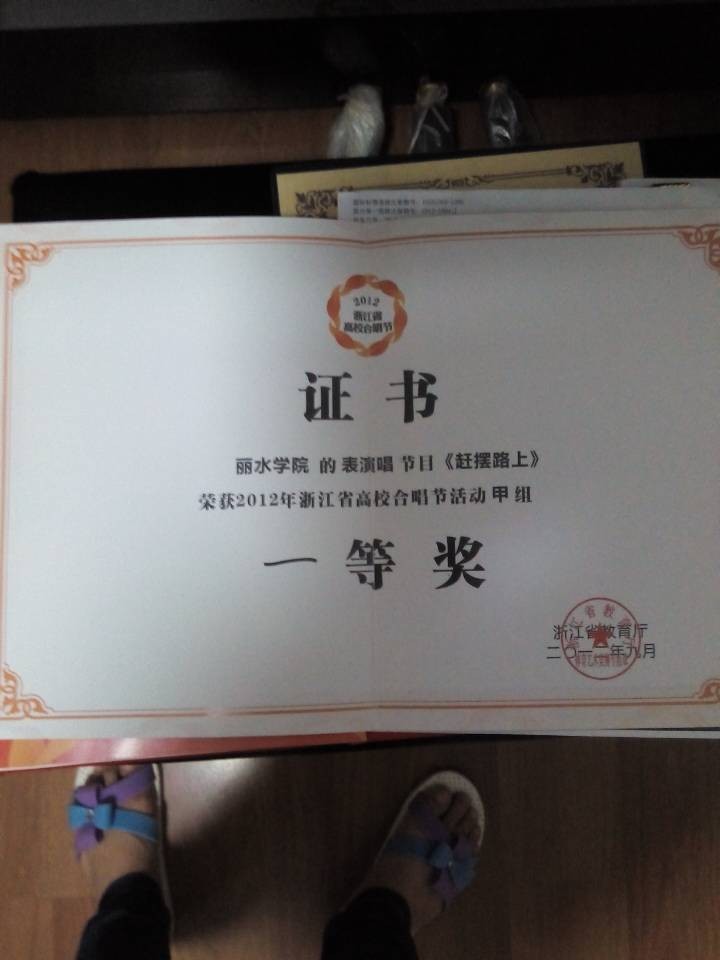 2012
浙江省
高校合唱节
证书
丽水学院 的 表演唱 节目《赶摆路上》
荣获2012年浙江省高校合唱节活动 甲 组
一等奖
浙江省教育厅
二〇一二年九月